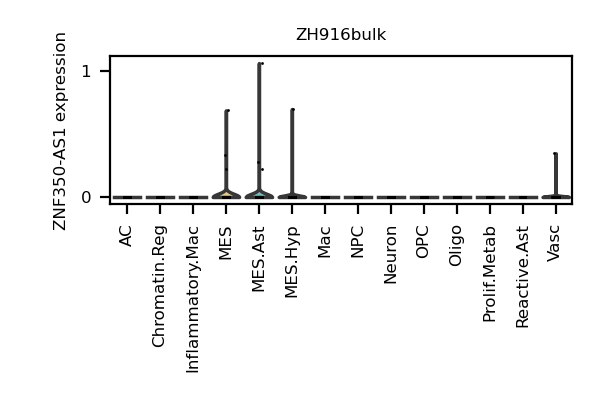 ZH916bulk
ZNF350-AS1 expression
1
0
AC
Chromatin.Reg
Inflammatory.Mac
MES
MES.Ast
MES.Hyp
Mac
NPC
Neuron
OPC
Oligo
Prolif.Metab
Reactive.Ast
Vasc